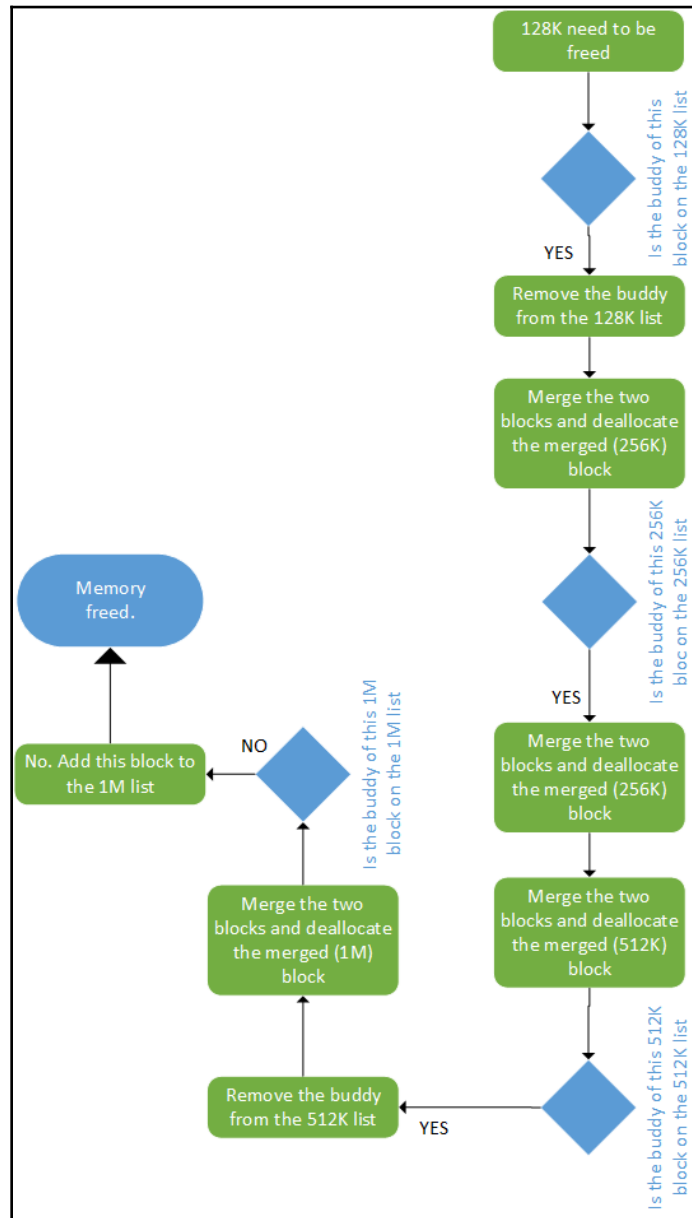 128K need to be
freed
Is the buddy of this
block on the 128K list
YES
Remove the buddy
from the 128K list
Merge the two
blocks and deallocate
the merged (256K)
block
Is the buddy of this 256K
bloc on the 256K list
YES
Merge the two
blocks and deallocate
the merged (256K)
block
Merge the two
blocks and deallocate
the merged (512K)
block
Is the buddy of this 512K
block on the 512K list
YES
Remove the buddy
from the 512K list
Merge the two
blocks and deallocate
the merged (1M)
block
Is the buddy of this 1M
block on the 1M list
NO
No. Add this block to
the 1M list
Memory
freed.